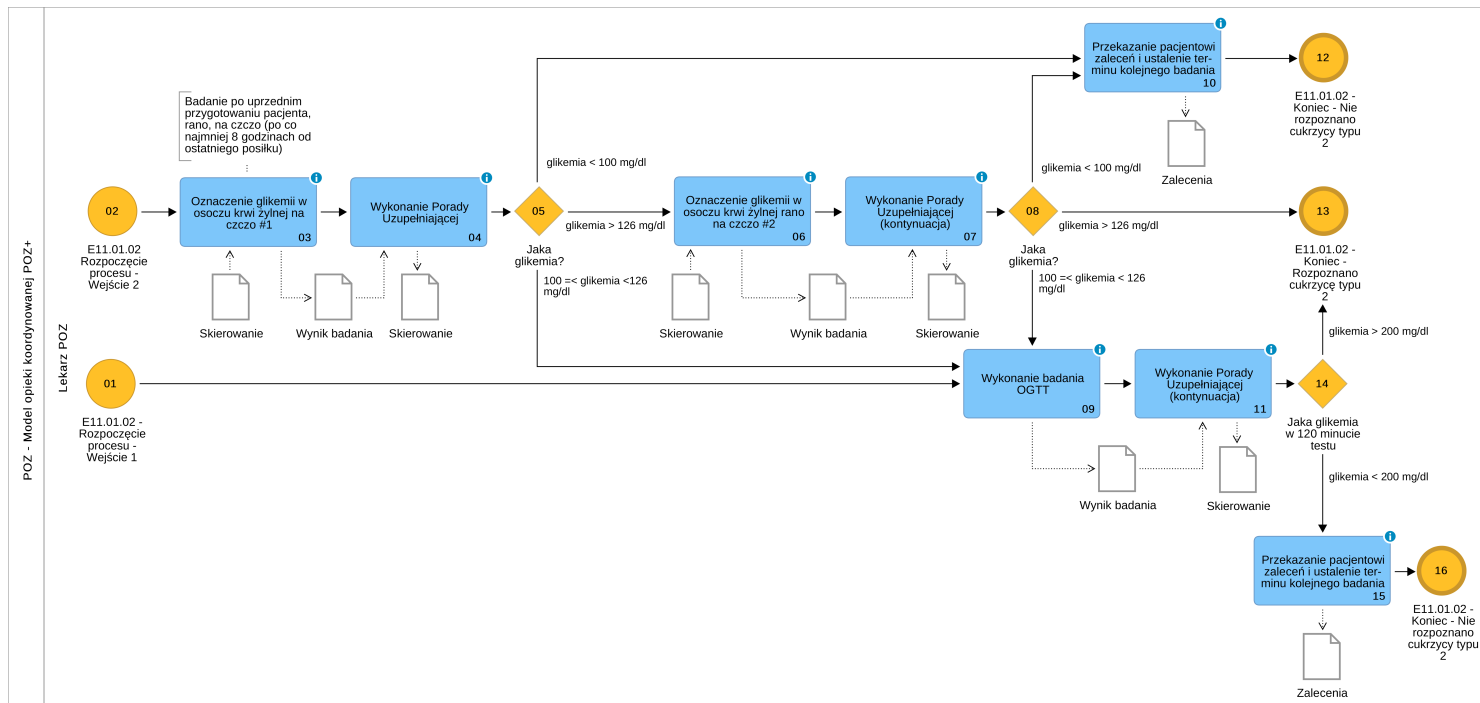 POZ - Model opieki koordynowanej POZ+
Lekarz POZ
Badanie po uprzednim
przygotowaniu pacjenta,
rano, na czczo (po co
najmniej 8 godzinach od
ostatniego posiłku)
02
E11.01.02
Rozpoczęcie
procesu -
Wejście 2
Oznaczenie glikemii w
osoczu krwi żylnej na
czczo #1
03
Skierowanie
Wynik badania
Wykonanie Porady
Uzupełniającej
04
Skierowanie
05
Jaka
glikemia?
glikemia < 100 mg/dl
glikemia > 126 mg/dl
100 =< glikemia <126
mg/dl
Oznaczenie glikemii w
osoczu krwi żylnej rano
na czczo #2
06
Skierowanie
Wynik badania
Wykonanie Porady
Uzupełniającej
(kontynuacja)
07
Skierowanie
08
Jaka
glikemia?
glikemia < 100 mg/dl
glikemia > 126 mg/dl
100 =< glikemia < 126
mg/dl
Przekazanie pacjentowi
zaleceń i ustalenie ter-
minu kolejnego badania
10
Zalecenia
12
E11.01.02 -
Koniec - Nie
rozpoznano
cukrzycy typu
2
13
E11.01.02 -
Koniec -
Rozpoznano
cukrzycę typu
2
01
E11.01.02 -
Rozpoczęcie
procesu -
Wejście 1
Wykonanie badania
OGTT
09
Wynik badania
Wykonanie Porady
Uzupełniającej
(kontynuacja)
11
Skierowanie
14
Jaka glikemia
w 120 minucie
testu
glikemia > 200 mg/dl
glikemia < 200 mg/dl
Przekazanie pacjentowi
zaleceń i ustalenie ter-
minu kolejnego badania
15
Zalecenia
16
E11.01.02 -
Koniec - Nie
rozpoznano
cukrzycy typu
2